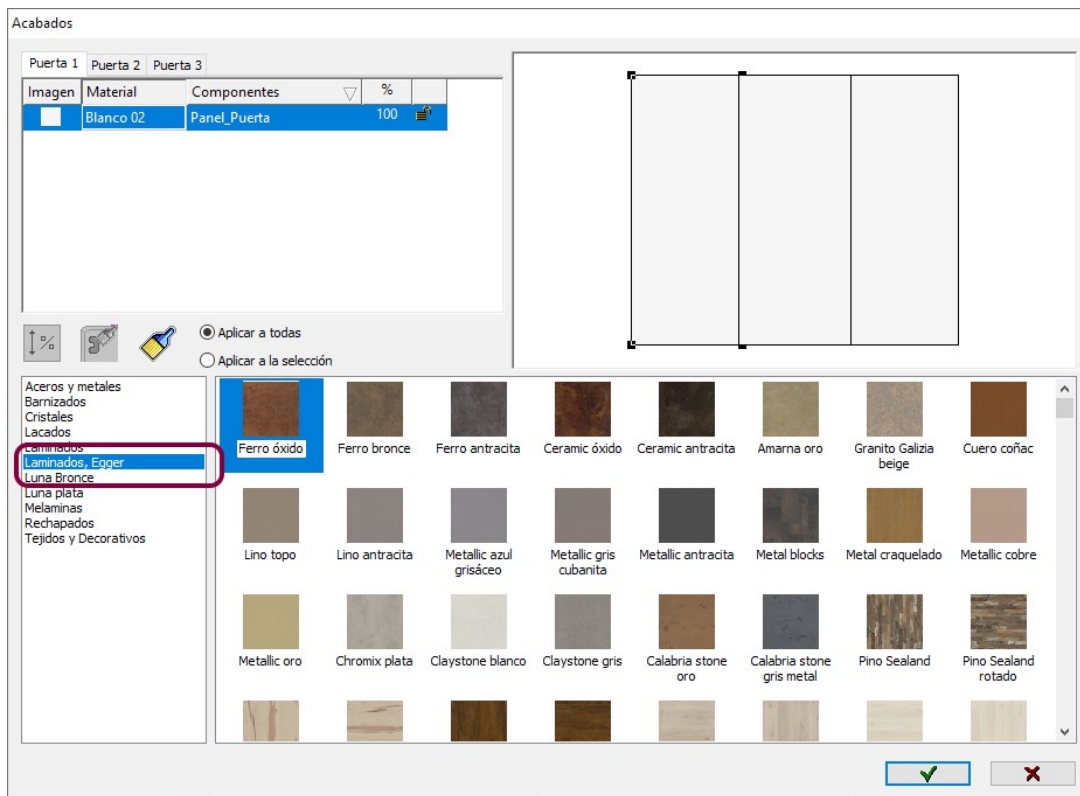 Acabados
Puerta 1 Puerta 2 Puerta 3
Imagen Material Componentes %
Blanco 02 Panel_Puerta 100
%
Aplicar a todas
Aplicar a la selección
Aceros y metales
Barnizados
Cristales
Lacados
Laminados
Laminados, Egger
Luna Bronce
Luna plata
Melaminas
Rechapados
Tejidos y Decorativos
Ferro óxido Ferro bronce Ferro antracita Ceramic óxido Ceramic antracita Amarna oro Granito Galizia Cuero coñac
beige
Lino topo Lino antracita Metallic azul Metallic gris Metallic antracita Metal blocks Metal craquelado Metallic cobre
grisáceo cubanita
Metallic oro Chromix plata Claystone blanco Claystone gris Calabria stone Calabria stone Pino Sealand Pino Sealand
oro gris metal rotado